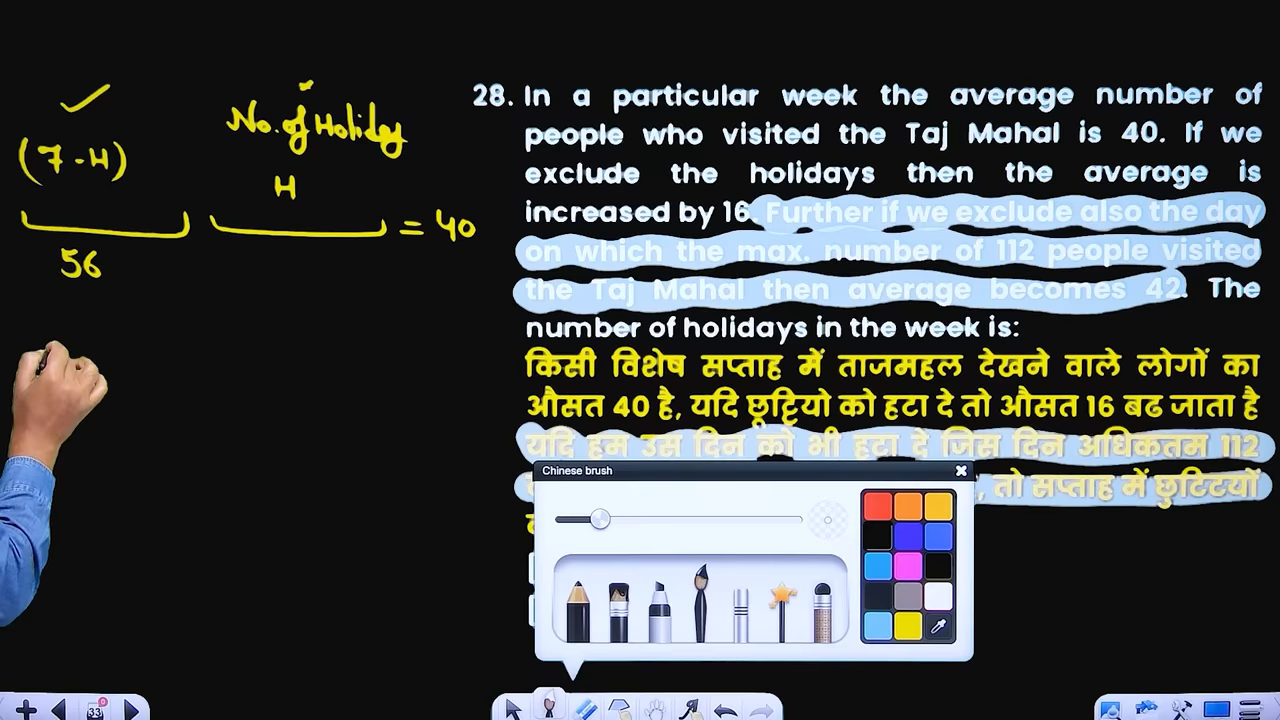 (7-H)
No. of Holiday
H
= 40
56
28. In a particular week the average number of
people who visited the Taj Mahal is 40. If we
exclude the holidays then the average is
increased by 16. Further if we exclude also the day
on which the max. number of 112 people visited
the Taj Mahal then average becomes 42. The
number of holidays in the week is:
किसी विशेष सप्ताह में ताजमहल देखने वाले लोगों का
औसत 40 है, यदि छूट्टियो को हटा दे तो औसत 16 बढ जाता है
यदि हम उस दिन को भी हटा दे जिस दिन अधिकतम 112
, तो सप्ताह में छुटिटयों
Chinese brush
33